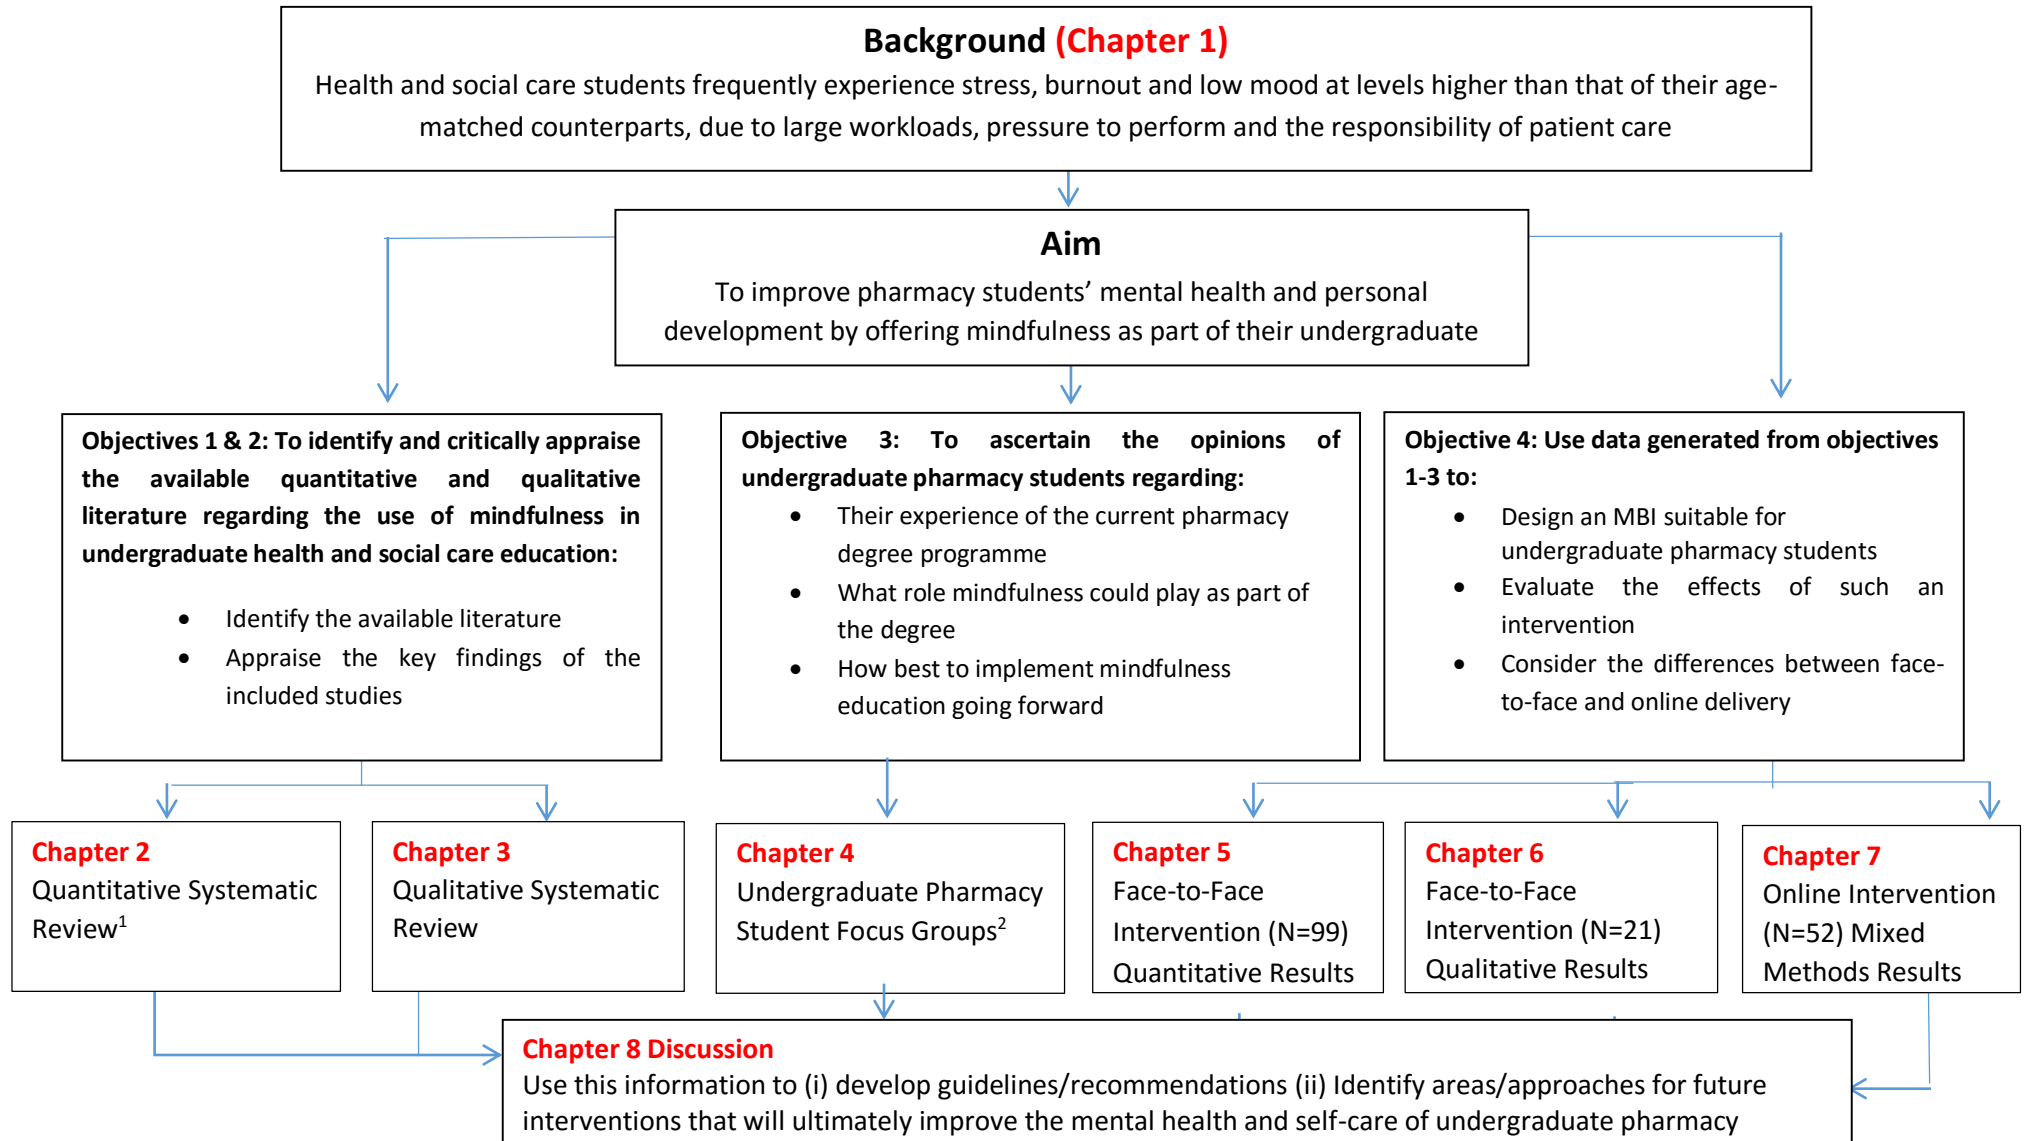 Background (Chapter 1)
Health and social care students frequently experience stress, burnout and low mood at levels higher than that of their age-
matched counterparts, due to large workloads, pressure to perform and the responsibility of patient care
Aim
To improve pharmacy students’ mental health and personal
development by offering mindfulness as part of their undergraduate
Objectives 1 & 2: To identify and critically appraise
the available quantitative and qualitative
literature regarding the use of mindfulness in
undergraduate health and social care education:
• Identify the available literature
• Appraise the key findings of the
included studies
Objective 3: To ascertain the opinions of
undergraduate pharmacy students regarding:
• Their experience of the current pharmacy
degree programme
• What role mindfulness could play as part of
the degree
• How best to implement mindfulness
education going forward
Objective 4: Use data generated from objectives
1-3 to:
• Design an MBI suitable for
undergraduate pharmacy students
• Evaluate the effects of such an
intervention
• Consider the differences between face-
to-face and online delivery
Chapter 2
Quantitative Systematic
Review¹
Chapter 3
Qualitative Systematic
Review
Chapter 4
Undergraduate Pharmacy
Student Focus Groups²
Chapter 5
Face-to-Face
Intervention (N=99)
Quantitative Results
Chapter 6
Face-to-Face
Intervention (N=21)
Qualitative Results
Chapter 7
Online Intervention
(N=52) Mixed
Methods Results
Chapter 8 Discussion
Use this information to (i) develop guidelines/recommendations (ii) Identify areas/approaches for future
interventions that will ultimately improve the mental health and self-care of undergraduate pharmacy